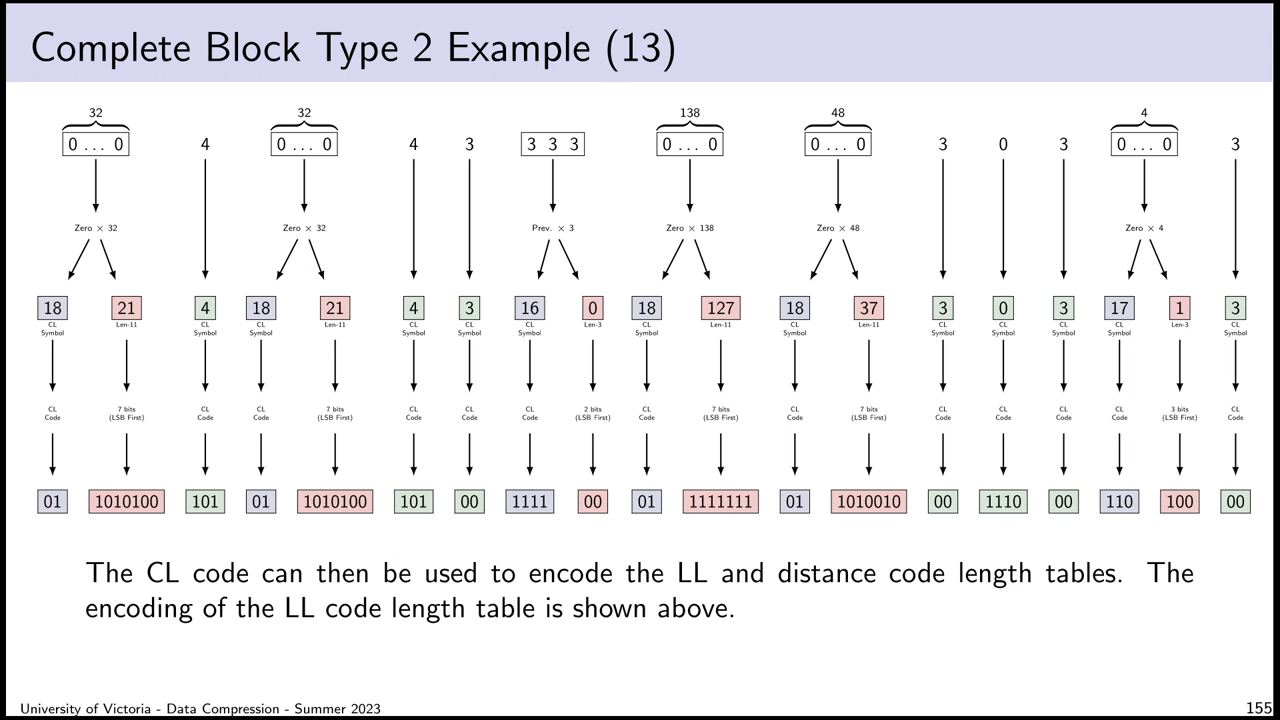 Complete Block Type 2 Example (13)
32 32 138 48 4
0 ... 0 4 0 ... 0 4 3 3 3 3 0 ... 0 0 ... 0 3 0 3 0 ... 0 3
Zero × 32 Zero × 32 Prev. × 3 Zero × 138 Zero × 48 Zero × 4
18 21 4 18 21 4 3 16 0 18 127 18 37 3 0 3 17 1 3
CL Len-11 CL CL Len-11 CL CL CL Len-3 CL Len-11 CL Len-11 CL CL CL CL Len-3 CL
Symbol Symbol Symbol Symbol Symbol Symbol Symbol Symbol Symbol Symbol Symbol Symbol Symbol
CL 7 bits CL CL 7 bits CL CL CL 2 bits CL 7 bits CL 7 bits CL CL CL CL 3 bits CL
Code (LSB First) Code Code (LSB First) Code Code Code (LSB First) Code (LSB First) Code (LSB First) Code Code Code Code (LSB First) Code
01 1010100 101 01 1010100 101 00 1111 00 01 1111111 01 1010010 00 1110 00 110 100 00
The CL code can then be used to encode the LL and distance code length tables. The
encoding of the LL code length table is shown above.
University of Victoria - Data Compression - Summer 2023 155